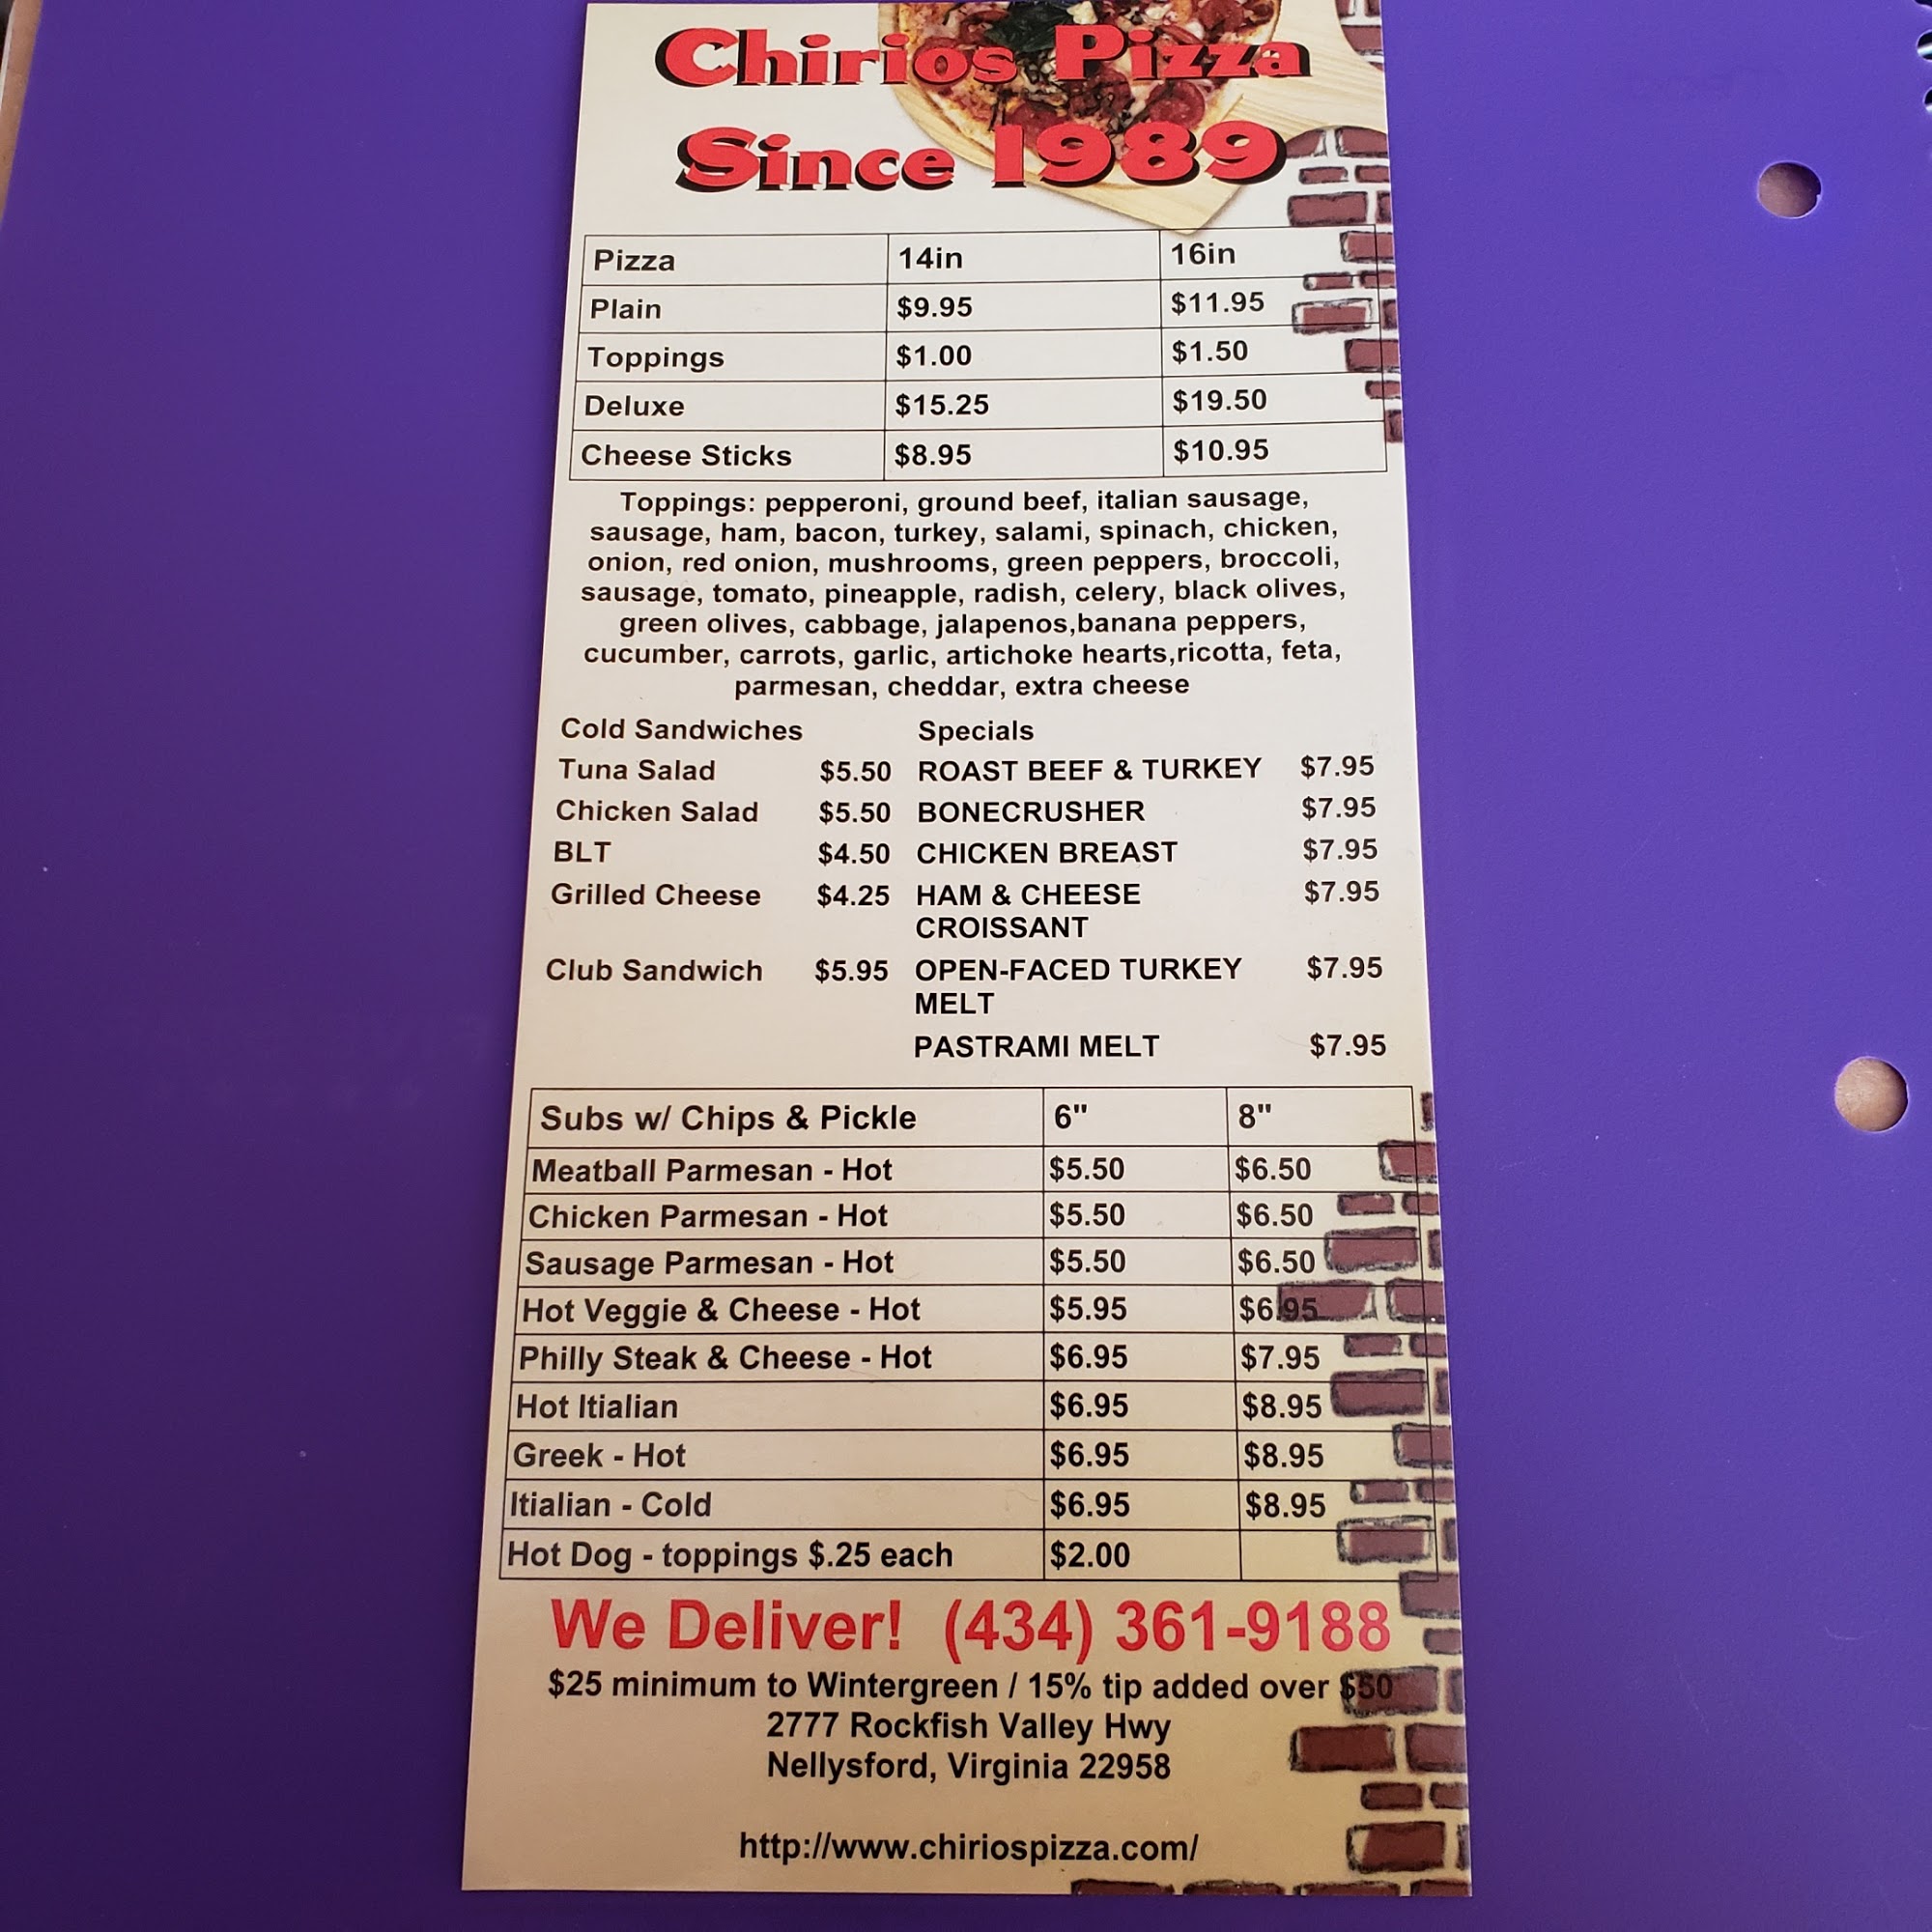 Chirios Pizza
Since 1989
Pizza 14in 16in
Plain $9.95 $11.95
Toppings $1.00 $1.50
Deluxe $15.25 $19.50
Cheese Sticks $8.95 $10.95
Toppings: pepperoni, ground beef, italian sausage,
sausage, ham, bacon, turkey, salami, spinach, chicken,
onion, red onion, mushrooms, green peppers, broccoli,
sausage, tomato, pineapple, radish, celery, black olives,
green olives, cabbage, jalapenos,banana peppers,
cucumber, carrots, garlic, artichoke hearts,ricotta, feta,
parmesan, cheddar, extra cheese
Cold Sandwiches Specials
Tuna Salad $5.50 ROAST BEEF & TURKEY $7.95
Chicken Salad $5.50 BONECRUSHER $7.95
BLT $4.50 CHICKEN BREAST $7.95
Grilled Cheese $4.25 HAM & CHEESE $7.95
CROISSANT
Club Sandwich $5.95 OPEN-FACED TURKEY $7.95
MELT
PASTRAMI MELT $7.95
Subs w/ Chips & Pickle 6" 8"
Meatball Parmesan - Hot $5.50 $6.50
Chicken Parmesan - Hot $5.50 $6.50
Sausage Parmesan - Hot $5.50 $6.50
Hot Veggie & Cheese - Hot $5.95 $6.95
Philly Steak & Cheese - Hot $6.95 $7.95
Hot Itialian $6.95 $8.95
Greek - Hot $6.95 $8.95
Itialian - Cold $6.95 $8.95
Hot Dog - toppings $.25 each $2.00
We Deliver! (434) 361-9188
$25 minimum to Wintergreen / 15% tip added over $50
2777 Rockfish Valley Hwy
Nellysford, Virginia 22958
http://www.chiriospizza.com/